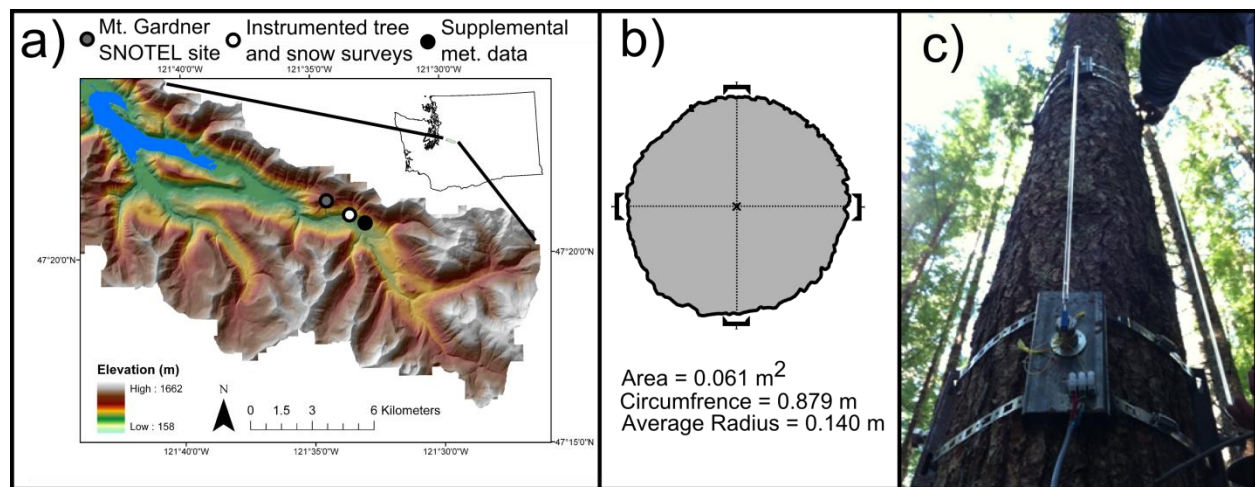 a)
Mt. Gardner
SNOTEL site
Instrumented tree
and snow surveys
Supplemental
met. data
121°40'0"W
121°35'0"W
121°30'0"W
47°20'0"N
47°20'0"N
47°15'0"N
Elevation (m)
High : 1662
Low : 158
N
0 1.5 3 6 Kilometers
121°40'0"W
121°35'0"W
121°30'0"W
b)
Area = 0.061 m2
Circumfrence = 0.879 m
Average Radius = 0.140 m
c)